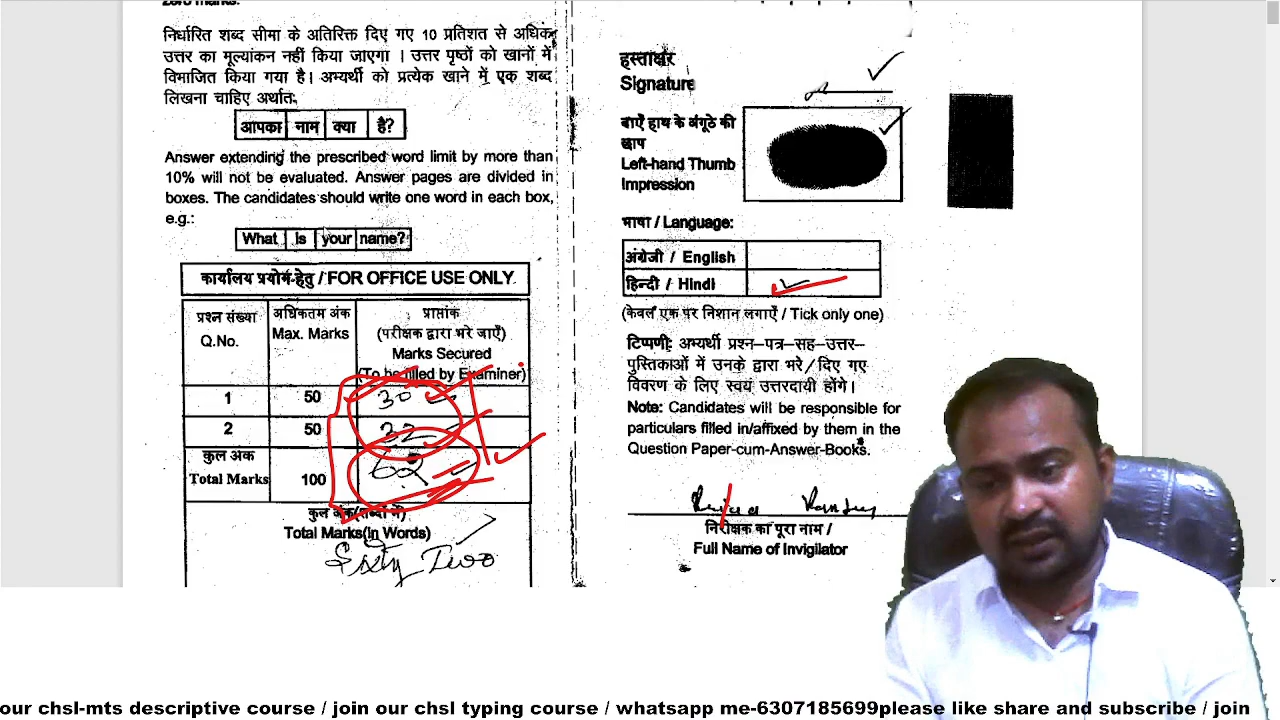 zero marks.
निर्धारित शब्द सीमा के अतिरिक्त दिए गए 10 प्रतिशत से अधिक
उत्तर का मूल्यांकन नहीं किया जाएगा । उत्तर पृष्ठों को खानों में
विभाजित किया गया है। अभ्यर्थी को प्रत्येक खाने में एक शब्द
लिखना चाहिए अर्थात:
आपका नाम क्या है?
Answer extending the prescribed word limit by more than
10% will not be evaluated. Answer pages are divided in
boxes. The candidates should write one word in each box,
e.g.:
What is your name?
कार्यालय प्रयोग हेतु / FOR OFFICE USE ONLY
प्रश्न संख्या अधिकतम अंक प्राप्तांक
Q.No. Max. Marks (परीक्षक द्वारा भरे जाएँ)
Marks Secured
(To be filled by Examiner)
1 50 30
2 50 32
कुल अंक
Total Marks 100 62
कुल अंक(शब्दों में)
Total Marks(in Words)
Sixty Two
हस्ताक्षर
Signature
बाएँ हाथ के अंगूठे की
छाप
Left-hand Thumb
Impression
भाषा / Language:
अंग्रेजी / English
हिन्दी / Hindi
(केवल एक पर निशान लगाएँ / Tick only one)
टिप्पणी: अभ्यर्थी प्रश्न–पत्र–सह–उत्तर–
पुस्तिकाओं में उनके द्वारा भरे/दिए गए
विवरण के लिए स्वयं उत्तरदायी होंगे।
Note: Candidates will be responsible for
particulars filled in/affixed by them in the
Question Paper-cum-Answer-Books.
निरीक्षक का पूरा नाम /
Full Name of Invigilator
our chsl-mts descriptive course / join our chsl typing course / whatsapp me-6307185699please like share and subscribe / join